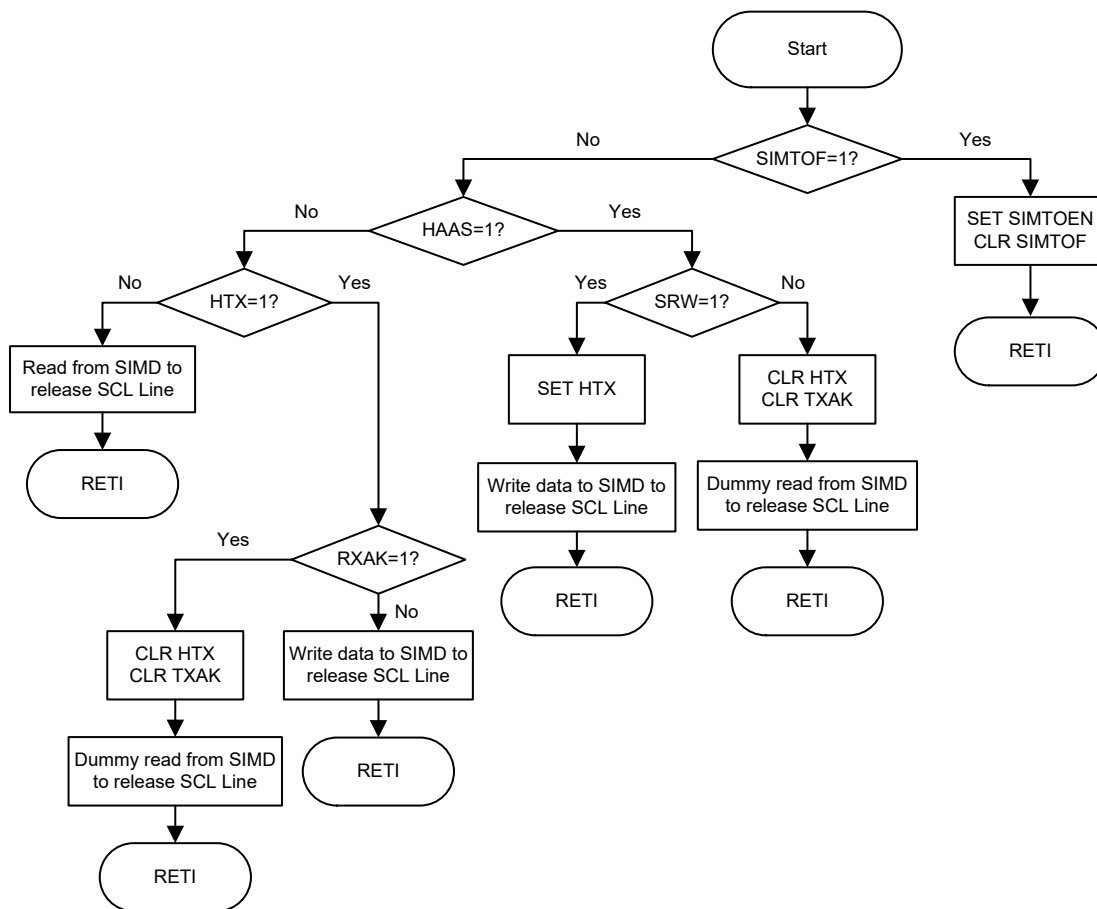 Start
No
Yes
SIMTOF=1?
No
Yes
HAAS=1?
SET SIMTOEN
CLR SIMTOF
No
Yes
HTX=1?
Yes
No
SRW=1?
RETI
Read from SIMD to
release SCL Line
SET HTX
CLR HTX
CLR TXAK
RETI
Write data to SIMD to
release SCL Line
Dummy read from SIMD
to release SCL Line
Yes
RXAK=1?
No
RETI
RETI
CLR HTX
CLR TXAK
Write data to SIMD to
release SCL Line
Dummy read from SIMD
to release SCL Line
RETI
RETI